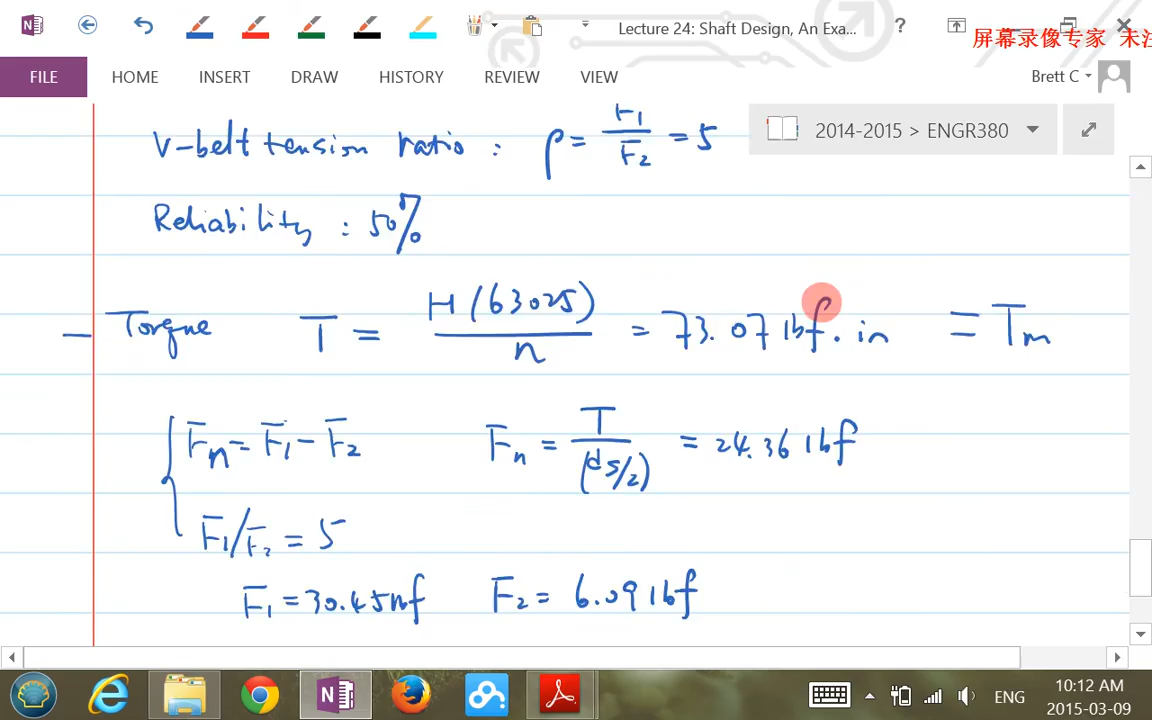 Lecture 24: Shaft Design, An Exa...
?
屏幕录像专家 未注
FILE HOME INSERT DRAW HISTORY REVIEW VIEW
Brett C
2014-2015 > ENGR380
V-belt tension ratio : ρ = F1/F2 = 5
Reliability : 50%
- Torque T = H(63025)/n = 73.07 lbf.in = Tm
Fn = F1 - F2 Fn = T/(ds/2) = 24.36 lbf
F1/F2 = 5
F1 = 30.45 lbf F2 = 6.09 lbf
ENG
10:12 AM
2015-03-09